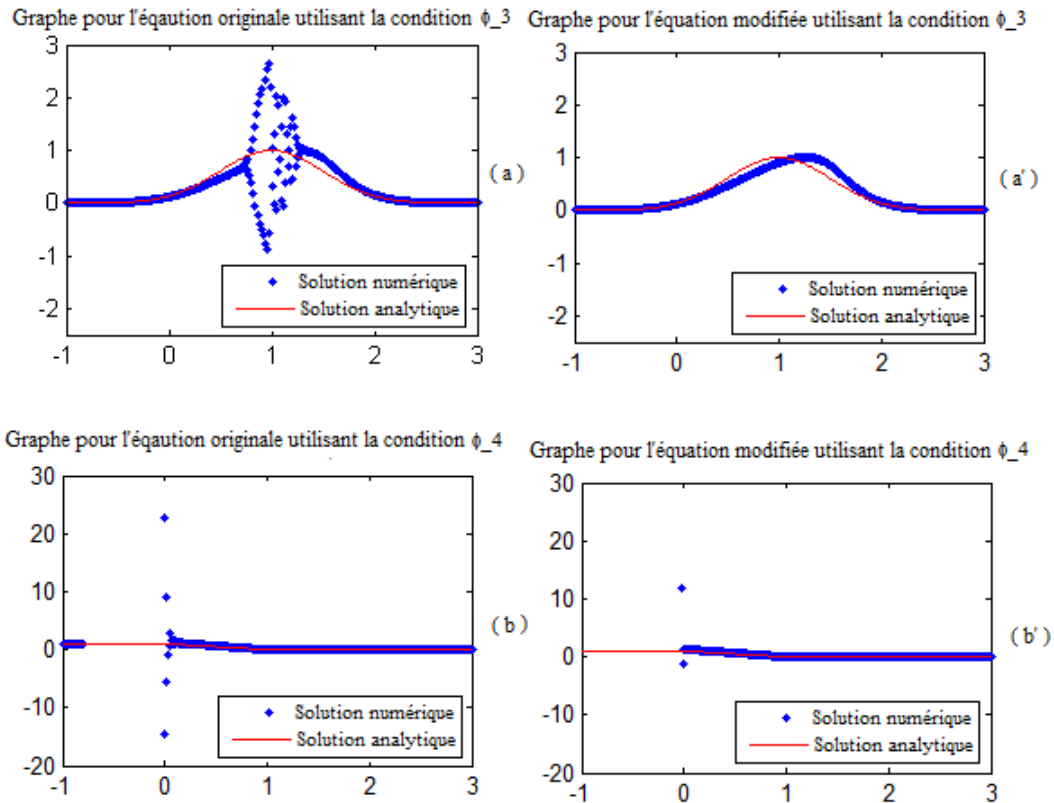 Graphe pour l'éqaution originale utilisant la condition ϕ_3
3
2
1
0
-1
-2
-1 0 1 2 3
Solution numérique
Solution analytique
( a )
Graphe pour l'équation modifiée utilisant la condition ϕ_3
3
2
1
0
-1
-2
-1 0 1 2 3
Solution numérique
Solution analytique
( a' )
Graphe pour l'éqaution originale utilisant la condition ϕ_4
30
20
10
0
-10
-20
-1 0 1 2 3
Solution numérique
Solution analytique
( b )
Graphe pour l'équation modifiée utilisant la condition ϕ_4
30
20
10
0
-10
-20
-1 0 1 2 3
Solution numérique
Solution analytique
( b' )